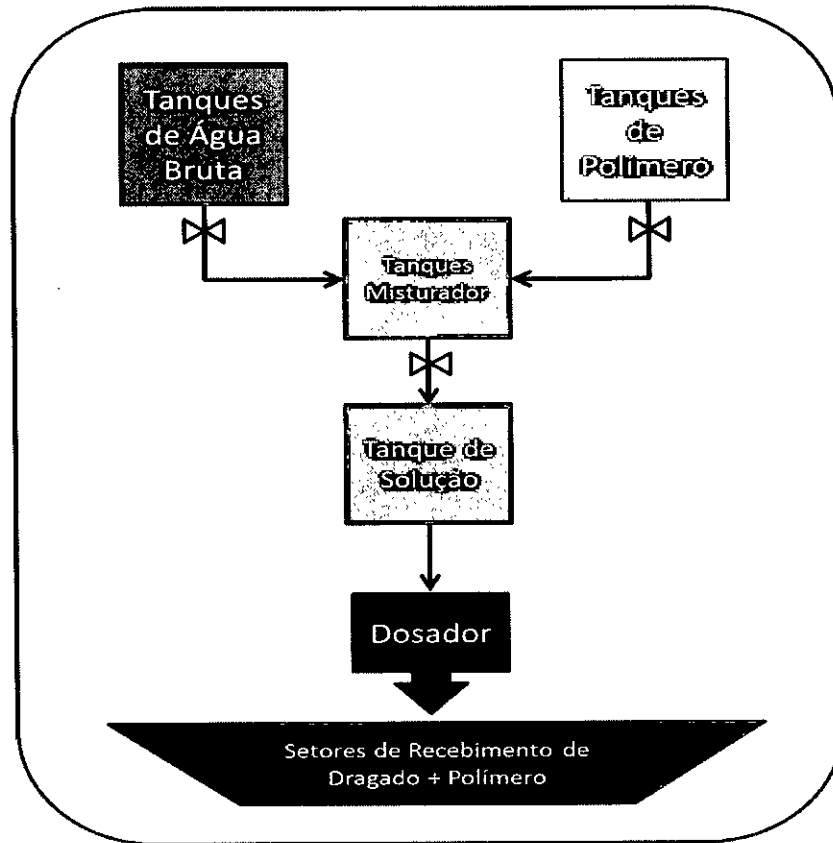 Tanques
de Água
Bruta
Tanques
de
Polímero
Tanques
Misturador
Tanque de
Solução
Dosador
Setores de Recebimento de
Dragado + Polímero